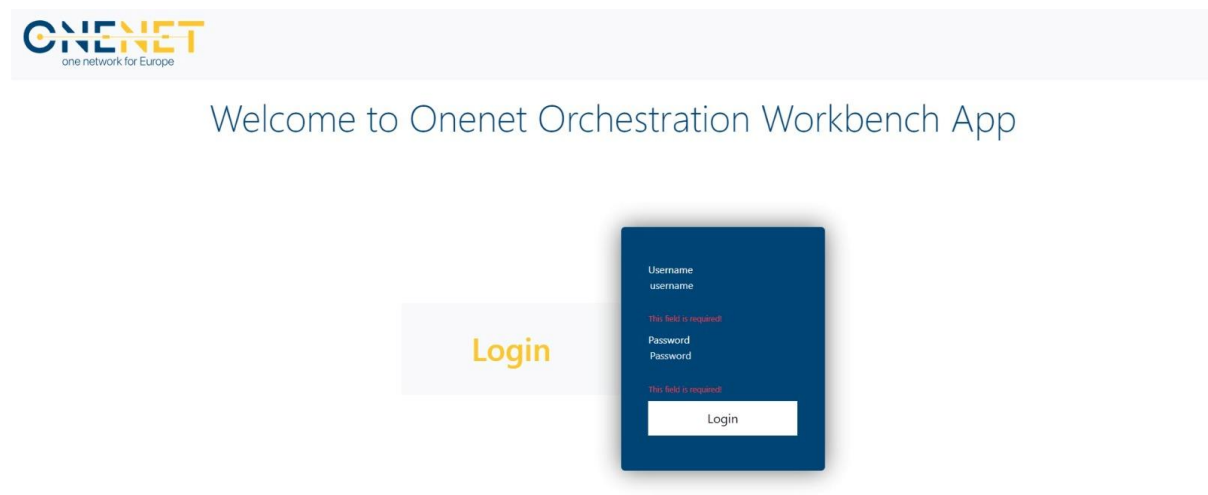 ONENET
one network for Europe
Welcome to Onenet Orchestration Workbench App
Login
Username
username
This field is required!
Password
Password
This field is required!
Login